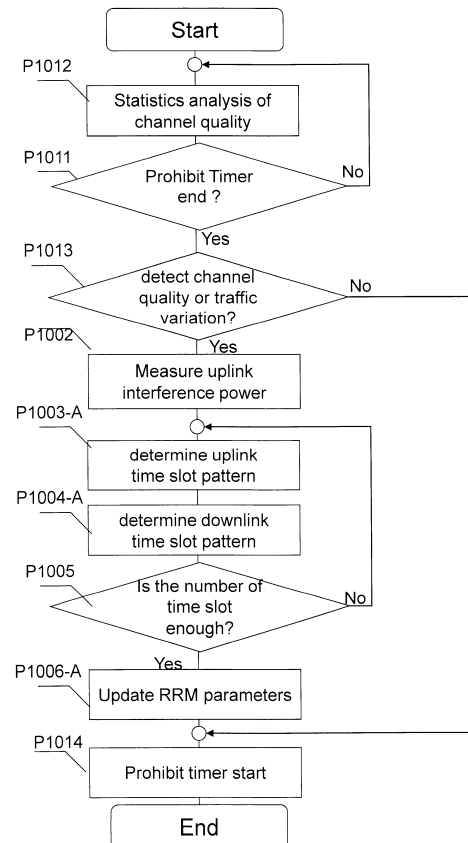 Start
P1012
Statistics analysis of
channel quality
P1011
Prohibit Timer
end ?
No
Yes
P1013
detect channel
quality or traffic
variation?
No
P1002
Yes
Measure uplink
interference power
P1003-A
determine uplink
time slot pattern
P1004-A
determine downlink
time slot pattern
P1005
Is the number of
time slot
enough?
No
Yes
P1006-A
Update RRM parameters
P1014
Prohibit timer start
End